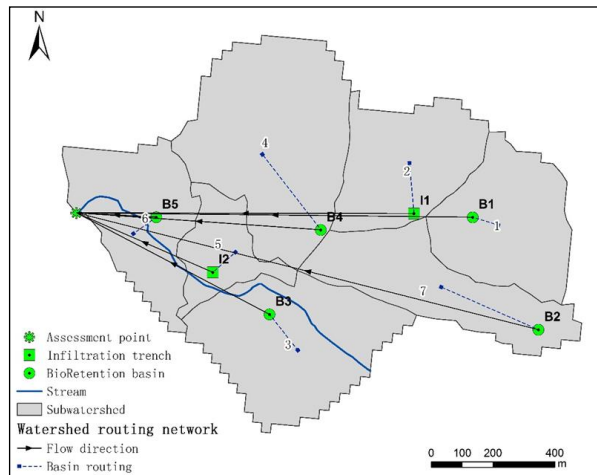 N
4
2
I1
B1
1
B5
B4
6
5
I2
7
B2
B3
3
Assessment point
Infiltration trench
BioRetention basin
Stream
Subwatershed
Watershed routing network
Flow direction
Basin routing
0 100 200 400
m